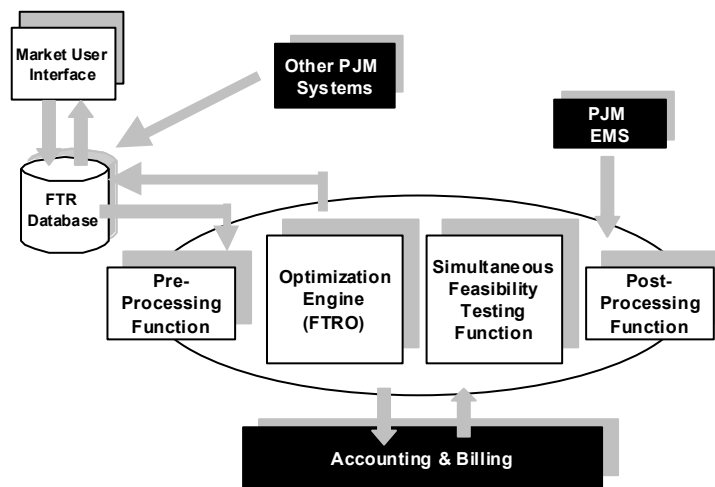 Market User
Interface
Other PJM
Systems
PJM
EMS
FTR
Database
Pre-
Processing
Function
Optimization
Engine
(FTRO)
Simultaneous
Feasibility
Testing
Function
Post-
Processing
Function
Accounting & Billing